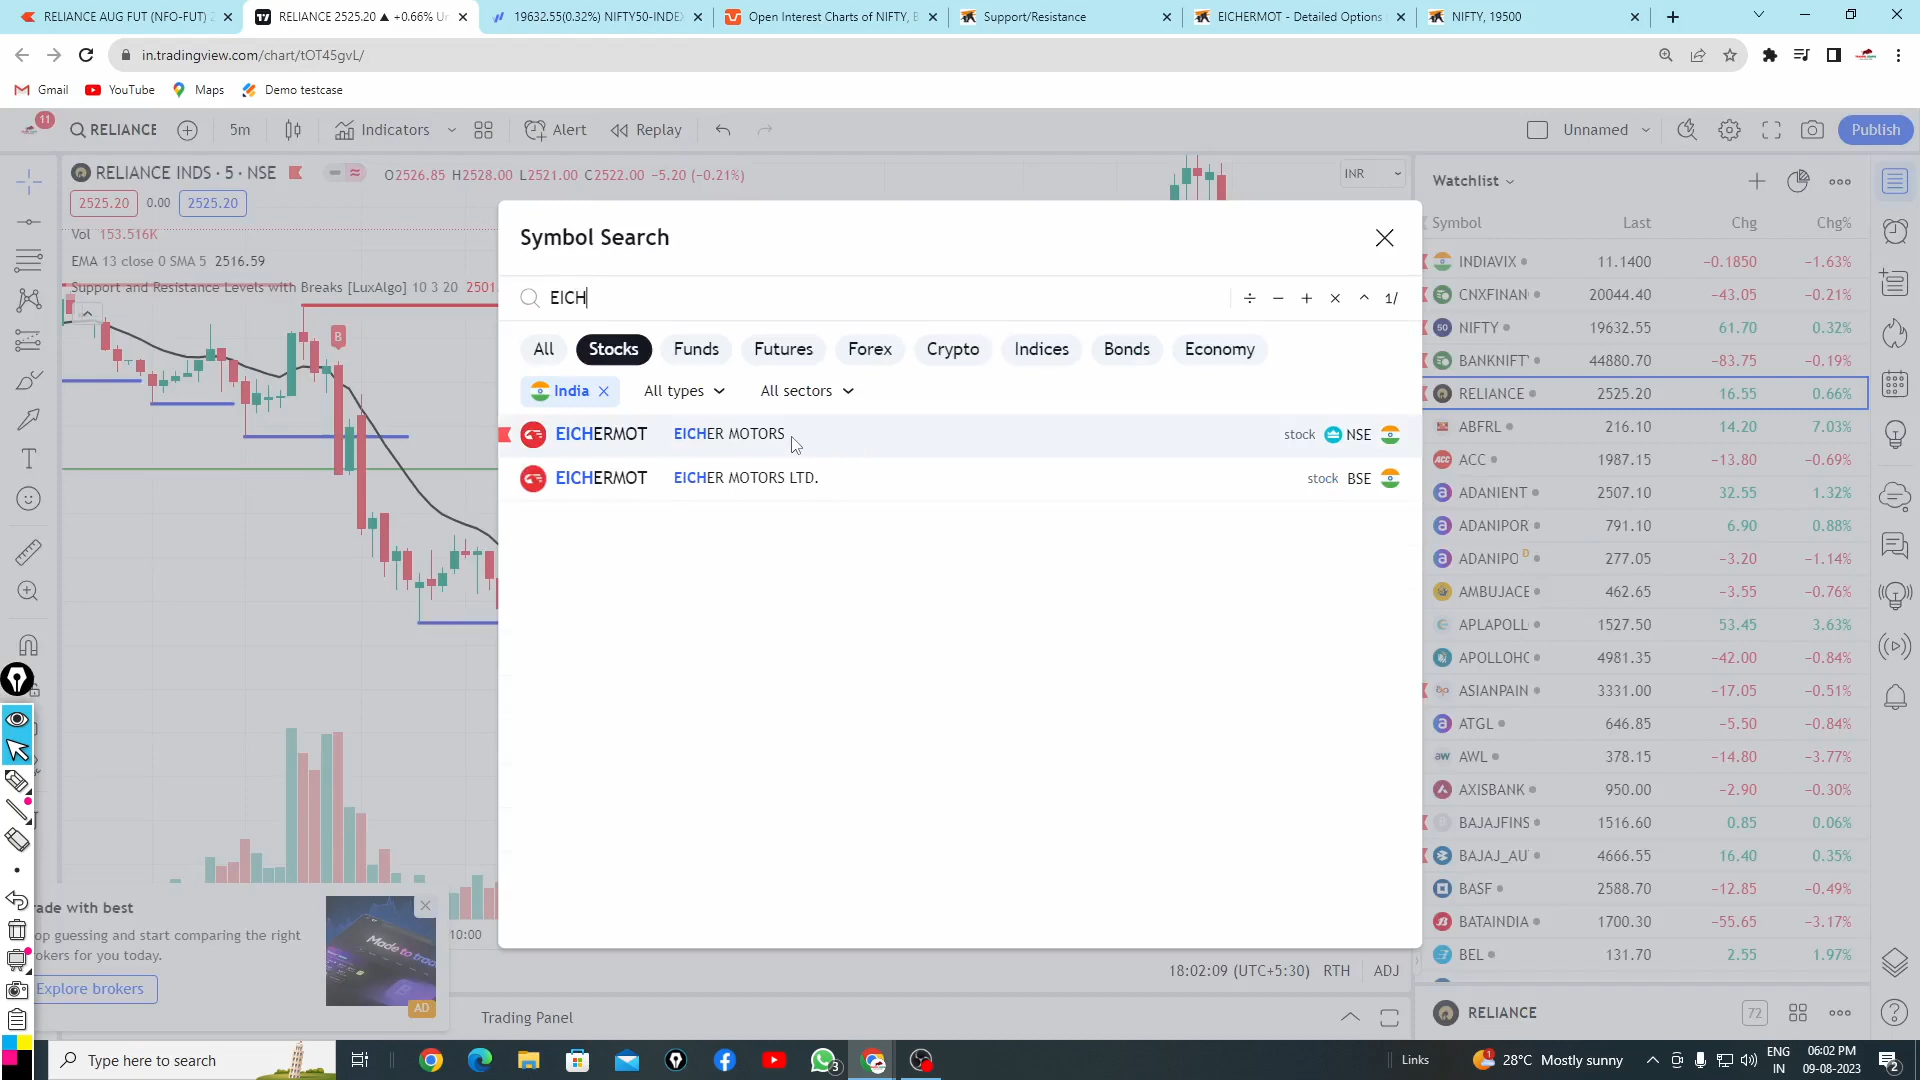 RELIANCE AUG FUT (NFO-FUT)
RELIANCE 2525.20 ▲ +0.66% Un
19632.55(0.32%) NIFTY50-INDEX
Open Interest Charts of NIFTY, B
Support/Resistance
EICHERMOT - Detailed Options
NIFTY, 19500
in.tradingview.com/chart/tOT45gvL/
Gmail
YouTube
Maps
Demo testcase
11
RELIANCE
5m
Indicators
Alert
Replay
Unnamed
Publish
RELIANCE INDS · 5 · NSE
O2526.85 H2528.00 L2521.00 C2522.00 −5.20 (−0.21%)
INR
2525.20
0.00
2525.20
Vol 153.516K
EMA 13 close 0 SMA 5 2516.59
Support and Resistance Levels with Breaks [LuxAlgo] 10 3 20 2501
B
Symbol Search
EICH
÷ − + × ^ 1/
All
Stocks
Funds
Futures
Forex
Crypto
Indices
Bonds
Economy
India ×
All types
All sectors
EICHERMOT EICHER MOTORS stock NSE
EICHERMOT EICHER MOTORS LTD. stock BSE
Watchlist
Symbol Last Chg Chg%
INDIAVIX 11.1400 −0.1850 −1.63%
CNXFINAN 20044.40 −43.05 −0.21%
50 NIFTY 19632.55 61.70 0.32%
BANKNIFT 44880.70 −83.75 −0.19%
RELIANCE 2525.20 16.55 0.66%
ABFRL 216.10 14.20 7.03%
ACC ACC 1987.15 −13.80 −0.69%
ADANIENT 2507.10 32.55 1.32%
ADANIPOR 791.10 6.90 0.88%
ADANIPO D 277.05 −3.20 −1.14%
AMBUJACE 462.65 −3.55 −0.76%
APLAPOLL 1527.50 53.45 3.63%
APOLLOHO 4981.35 −42.00 −0.84%
ASIANPAIN 3331.00 −17.05 −0.51%
ATGL 646.85 −5.50 −0.84%
AWL 378.15 −14.80 −3.77%
AXISBANK 950.00 −2.90 −0.30%
BAJAJFINS 1516.60 0.85 0.06%
BAJAJ_AU 4666.55 16.40 0.35%
BASF 2588.70 −12.85 −0.49%
BATAINDIA 1700.30 −55.65 −3.17%
BEL 131.70 2.55 1.97%
RELIANCE
72
rade with best
op guessing and start comparing the right
okers for you today.
Explore brokers
Made to trad
AD
10:00
18:02:09 (UTC+5:30) RTH ADJ
Trading Panel
Type here to search
3
Links
1
28°C Mostly sunny
ENG
IN
06:02 PM
09-08-2023
2